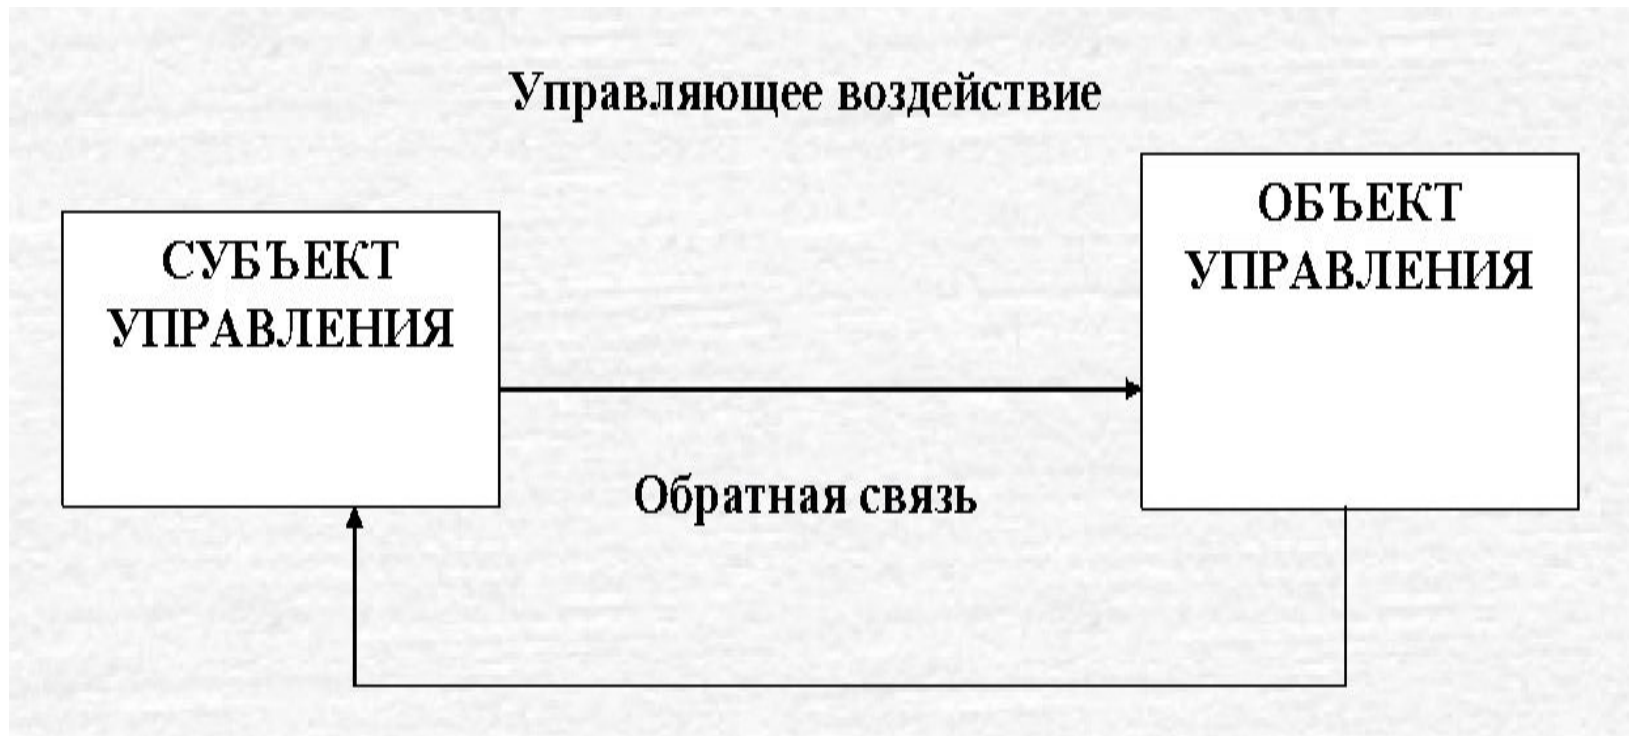 Управляющее воздействие
СУБЪЕКТ
УПРАВЛЕНИЯ
ОБЪЕКТ
УПРАВЛЕНИЯ
Обратная связь